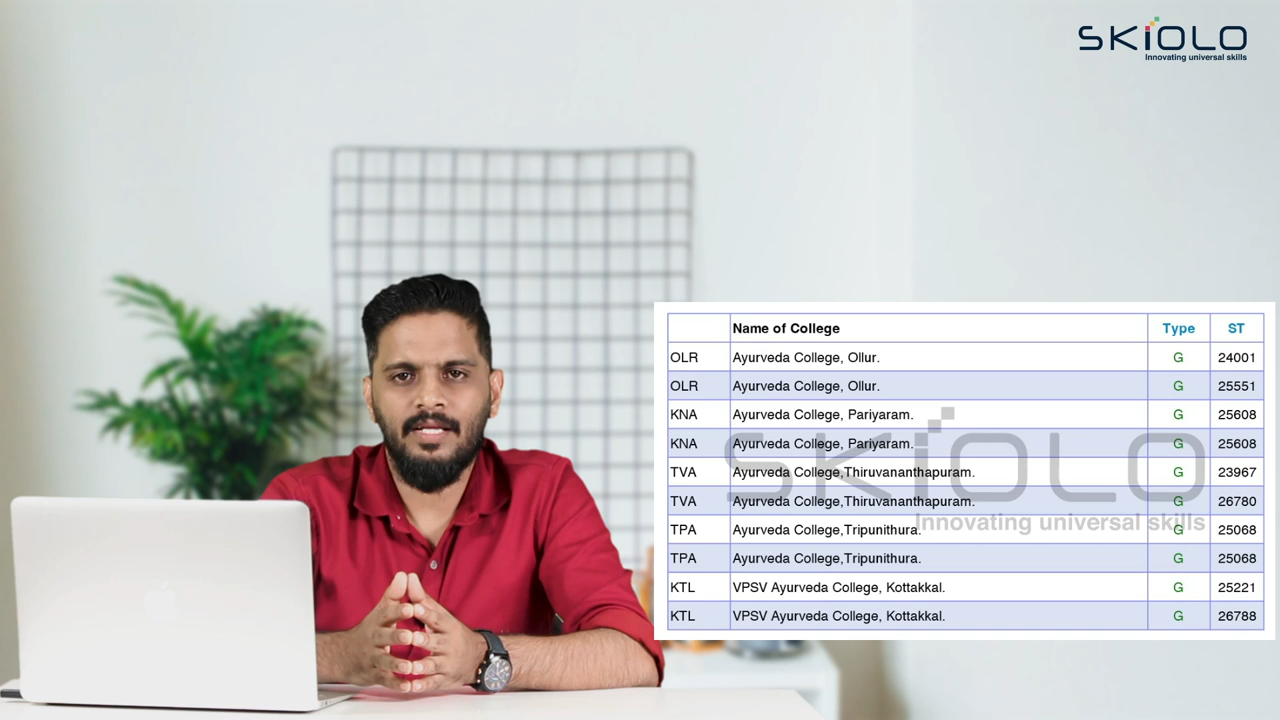 SKiOLO
Innovating universal skills
Name of College Type ST
OLR Ayurveda College, Ollur. G 24001
OLR Ayurveda College, Ollur. G 25551
KNA Ayurveda College, Pariyaram. G 25608
KNA Ayurveda College, Pariyaram. G 25608
TVA Ayurveda College,Thiruvananthapuram. G 23967
TVA Ayurveda College,Thiruvananthapuram. G 26780
TPA Ayurveda College,Tripunithura. G 25068
TPA Ayurveda College,Tripunithura. G 25068
KTL VPSV Ayurveda College, Kottakkal. G 25221
KTL VPSV Ayurveda College, Kottakkal. G 26788
SKiOLO
Innovating universal skills